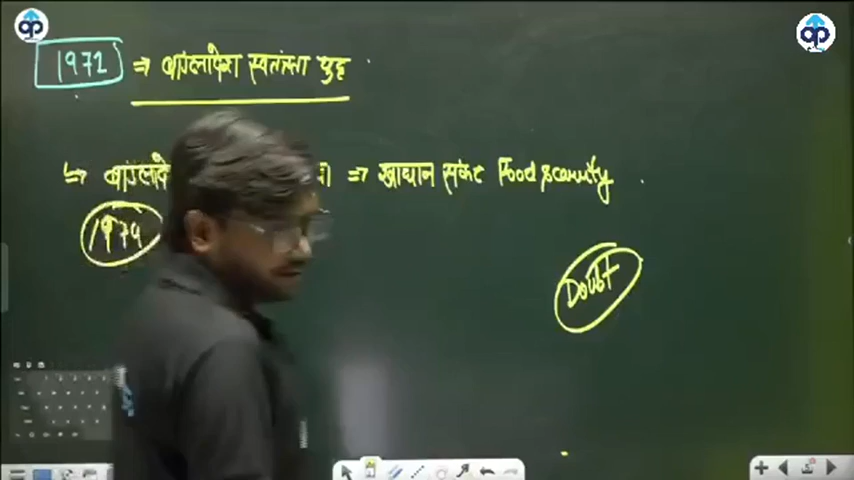 1972 ⇒ बांग्लादेश स्वतंत्रता युद्ध
↳ बांग्लादे ⇒ खाद्यान संकट Food security
1974
Doubt